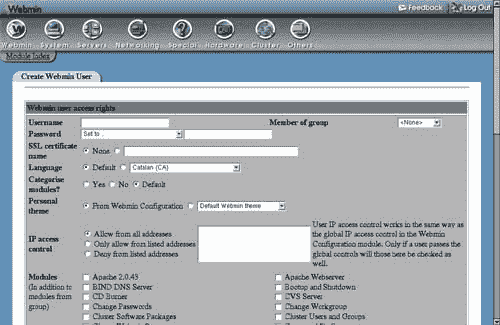 Webmin
Feedback
Log Out
Webmin System Servers Networking Special Hardware Cluster Others
Module Index
Create Webmin User
Webmin user access rights
Username
Member of group <None>
Password Set to ..
SSL certificate name None
Language Default Catalan (CA)
Categorise modules? Yes No Default
Personal theme From Webmin Configuration Default Webmin theme
IP access control
Allow from all addresses
Only allow from listed addresses
Deny from listed addresses
User IP access control works in the same way as
the global IP access control in the Webmin
Configuration module. Only if a user passes the
global controls will those here be checked as
well.
Modules
(In addition to
modules from
group)
Apache 2.0.43 Apache Webserver
BIND DNS Server Bootup and Shutdown
CD Burner CVS Server
Change Passwords Change Workgroup
Cluster Software Packages Cluster Users and Groups